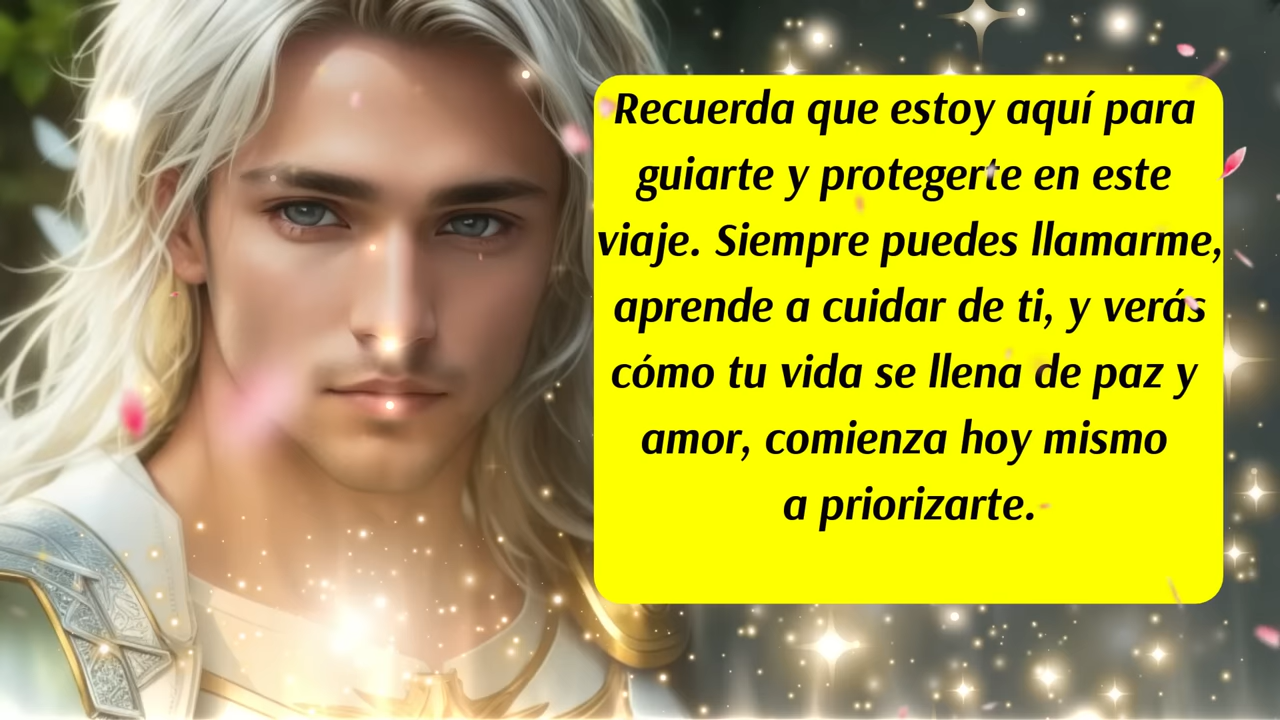 Recuerda que estoy aquí para
guiarte y protegerte en este
viaje. Siempre puedes llamarme,
aprende a cuidar de ti, y verás
cómo tu vida se llena de paz y
amor, comienza hoy mismo
a priorizarte.